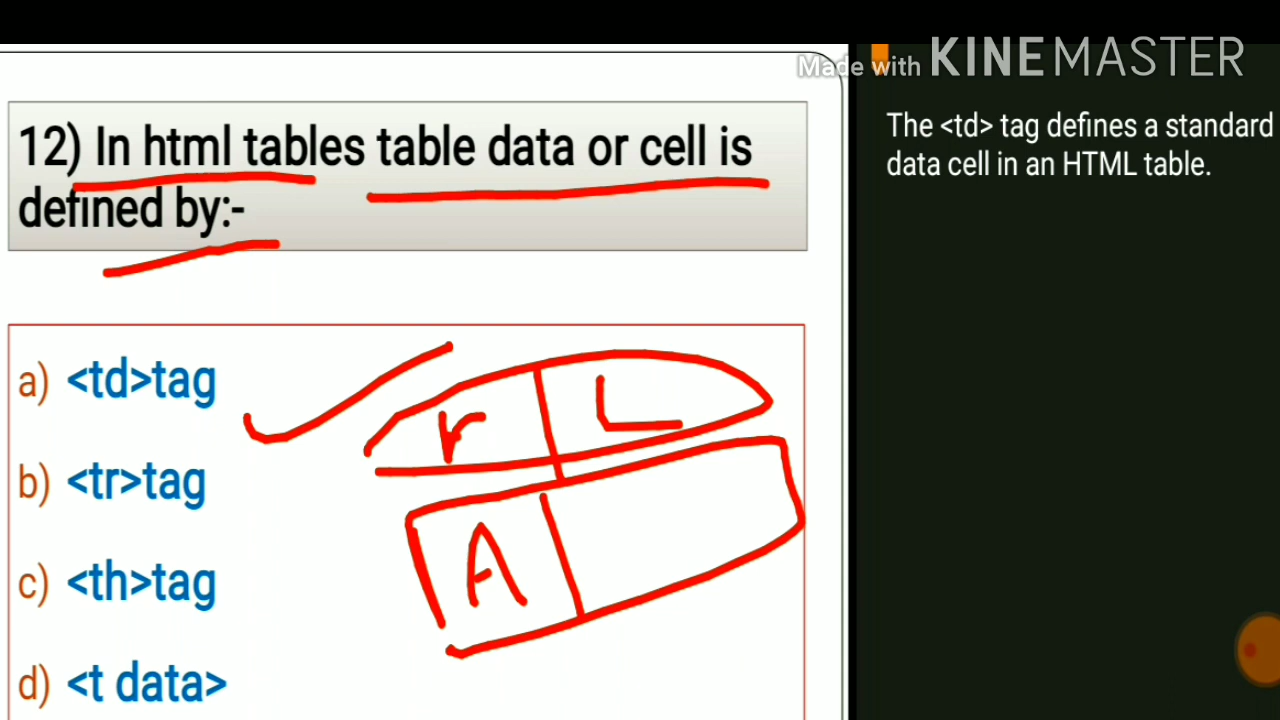 Made with KINEMASTER
12) In html tables table data or cell is
defined by:-
The <td> tag defines a standard
data cell in an HTML table.
a) <td>tag
b) <tr>tag
c) <th>tag
d) <t data>
r L
A